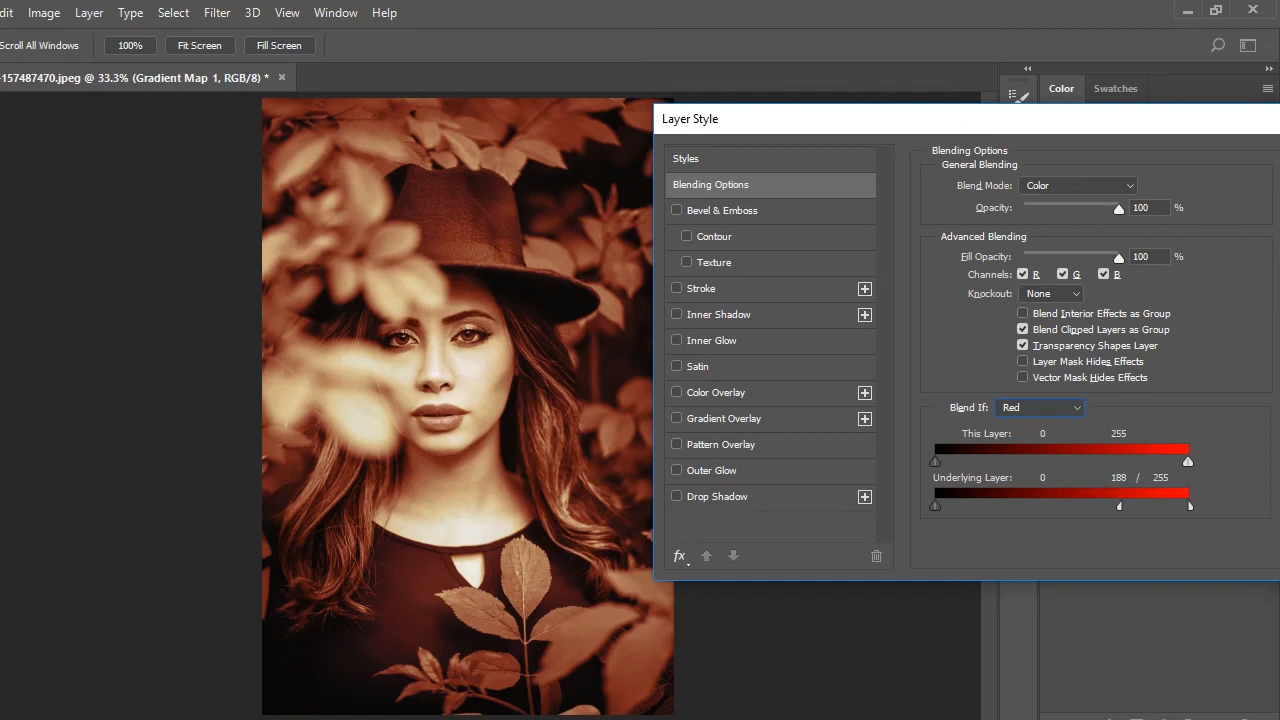 dit Image Layer Type Select Filter 3D View Window Help
Scroll All Windows 100% Fit Screen Fill Screen
-157487470.jpeg @ 33.3% (Gradient Map 1, RGB/8) * ×
Color Swatches
Layer Style
Styles
Blending Options
Bevel & Emboss
Contour
Texture
Stroke
Inner Shadow
Inner Glow
Satin
Color Overlay
Gradient Overlay
Pattern Overlay
Outer Glow
Drop Shadow
fx
Blending Options
General Blending
Blend Mode: Color
Opacity: 100 %
Advanced Blending
Fill Opacity: 100 %
Channels: R G B
Knockout: None
Blend Interior Effects as Group
Blend Clipped Layers as Group
Transparency Shapes Layer
Layer Mask Hides Effects
Vector Mask Hides Effects
Blend If: Red
This Layer: 0 255
Underlying Layer: 0 188 / 255